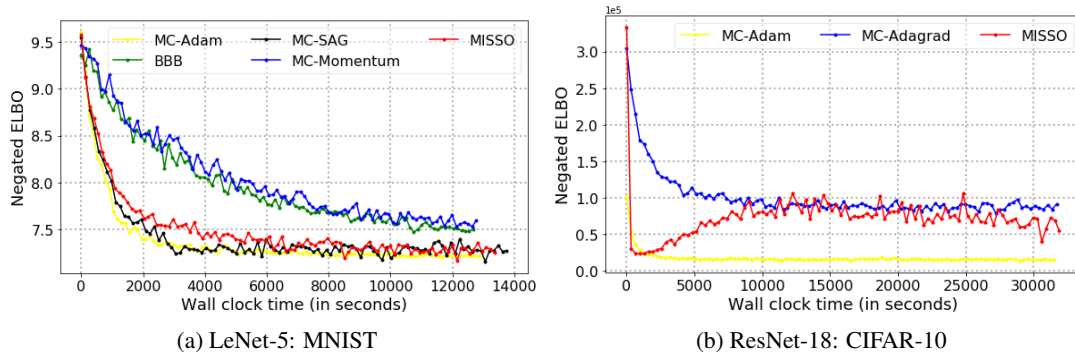 9.5
9.0
8.5
8.0
7.5
Negated ELBO
MC-Adam
BBB
MC-SAG
MC-Momentum
MISSO
0 2000 4000 6000 8000 10000 12000 14000
Wall clock time (in seconds)
(a) LeNet-5: MNIST
1e5
3.0
2.5
2.0
1.5
1.0
0.5
0.0
Negated ELBO
MC-Adam
MC-Adagrad
MISSO
0 5000 10000 15000 20000 25000 30000
Wall clock time (in seconds)
(b) ResNet-18: CIFAR-10